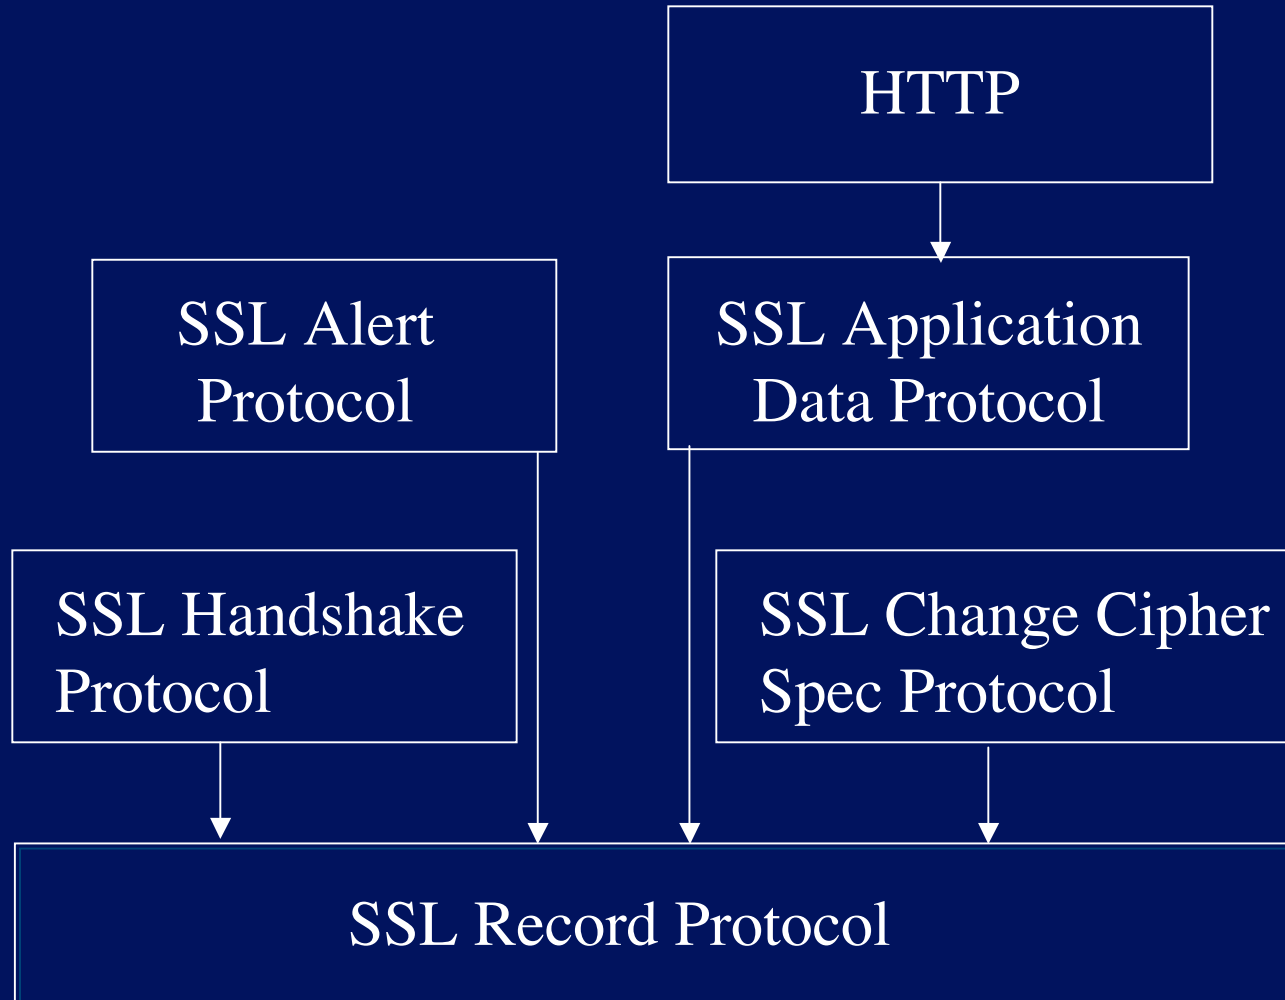 HTTP
SSL Alert
Protocol
SSL Application
Data Protocol
SSL Handshake
Protocol
SSL Change Cipher
Spec Protocol
SSL Record Protocol